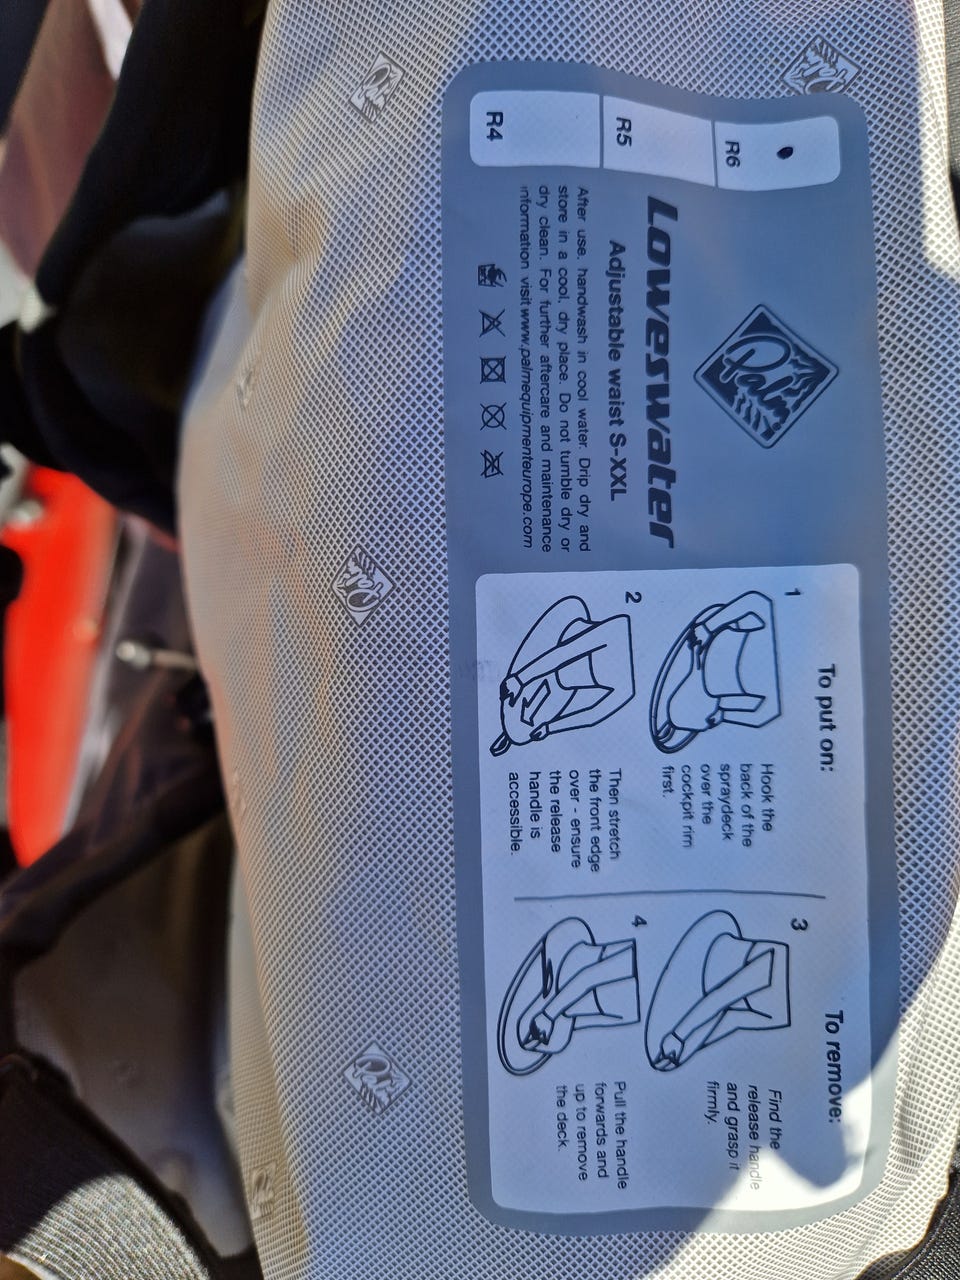 Palm
Loweswater
Adjustable waist S-XXL
R6
R5
R4
After use, handwash in cool water. Drip dry and
store in a cool, dry place. Do not tumble dry or
dry clean. For further aftercare and maintenance
information visit www.palmequipmenteurope.com
To put on:
1
Hook the
back of the
spraydeck
over the
cockpit rim
first.
2
Then stretch
the front edge
over - ensure
the release
handle is
accessible.
To remove:
3
Find the
release handle
and grasp it
firmly.
4
Pull the handle
forwards and
up to remove
the deck.
Palm
Palm
Palm
Palm